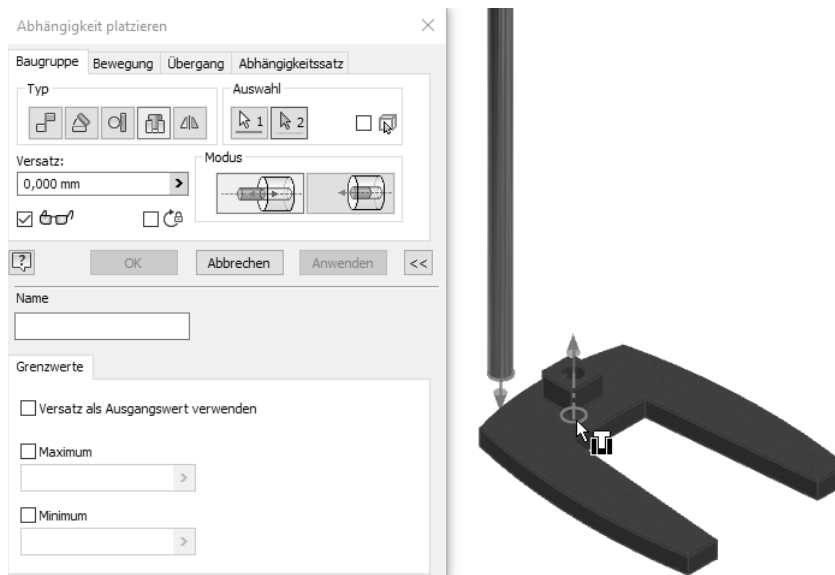 Abhängigkeit platzieren
Baugruppe Bewegung Übergang Abhängigkeitssatz
Typ Auswahl
1 2
Versatz: Modus
0,000 mm
? OK Abbrechen Anwenden <<
Name
Grenzwerte
Versatz als Ausgangswert verwenden
Maximum
Minimum